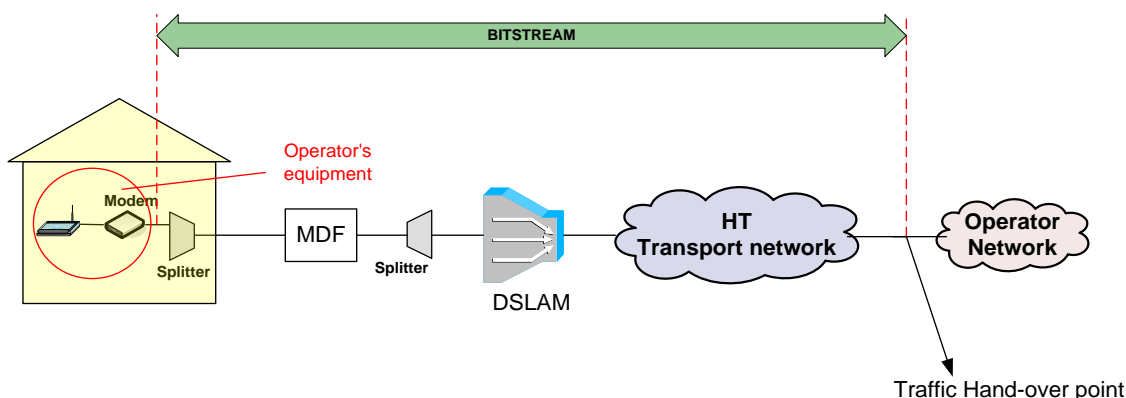 BITSTREAM
Operator's
equipment
Modem
Splitter
MDF
Splitter
DSLAM
HT
Transport network
Operator
Network
Traffic Hand-over point